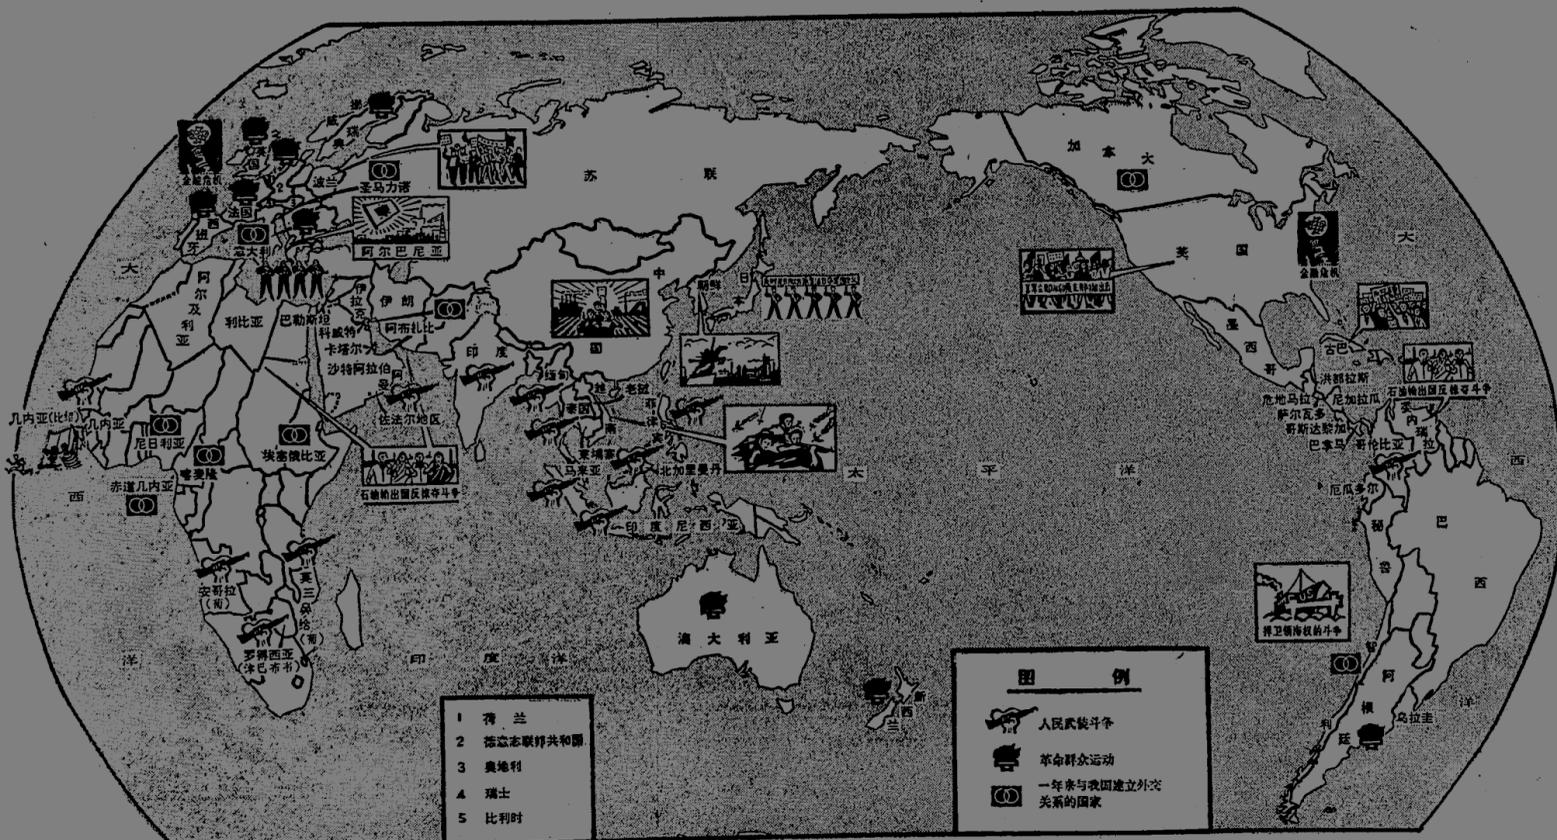 挪
威
瑞
典
英
国
金融危机
波兰
圣马力诺
法国
西
班
牙
意大利
阿尔巴尼亚
苏 联
加 拿 大
美 国
金融危机
大
大
阿
尔
及
利
亚
利比亚
巴勒斯坦
伊
拉
克
伊朗
科威特
阿布扎比
卡塔尔
沙特阿拉伯
阿
曼
佐法尔地区
印 度
中
国
朝鲜
日
本
缅甸
越
南
老挝
泰国
柬埔寨
菲
律
宾
马来亚
北加里曼丹
印 度 尼 西 亚
墨
西
哥
古巴
洪都拉斯
危地马拉
尼加拉瓜
萨尔瓦多
哥斯达黎加
巴拿马
哥伦比亚
委
内
瑞
拉
石油输出国反掠夺斗争
厄瓜多尔
秘
鲁
巴
西
几内亚(比绍)
几内亚
尼日利亚
喀麦隆
埃塞俄比亚
赤道几内亚
石油输出国反掠夺斗争
西
洋
太 平 洋
西
洋
安哥拉
(葡)
莫
三
鼻
给
(葡)
罗得西亚
(津巴布韦)
印 度 洋
澳 大 利 亚
新
西
兰
捍卫领海权的斗争
智
利
阿
根
廷
乌拉圭
1 荷 兰
2 德意志联邦共和国
3 奥地利
4 瑞士
5 比利时
图 例
人民武装斗争
革命群众运动
一年来与我国建立外交
关系的国家